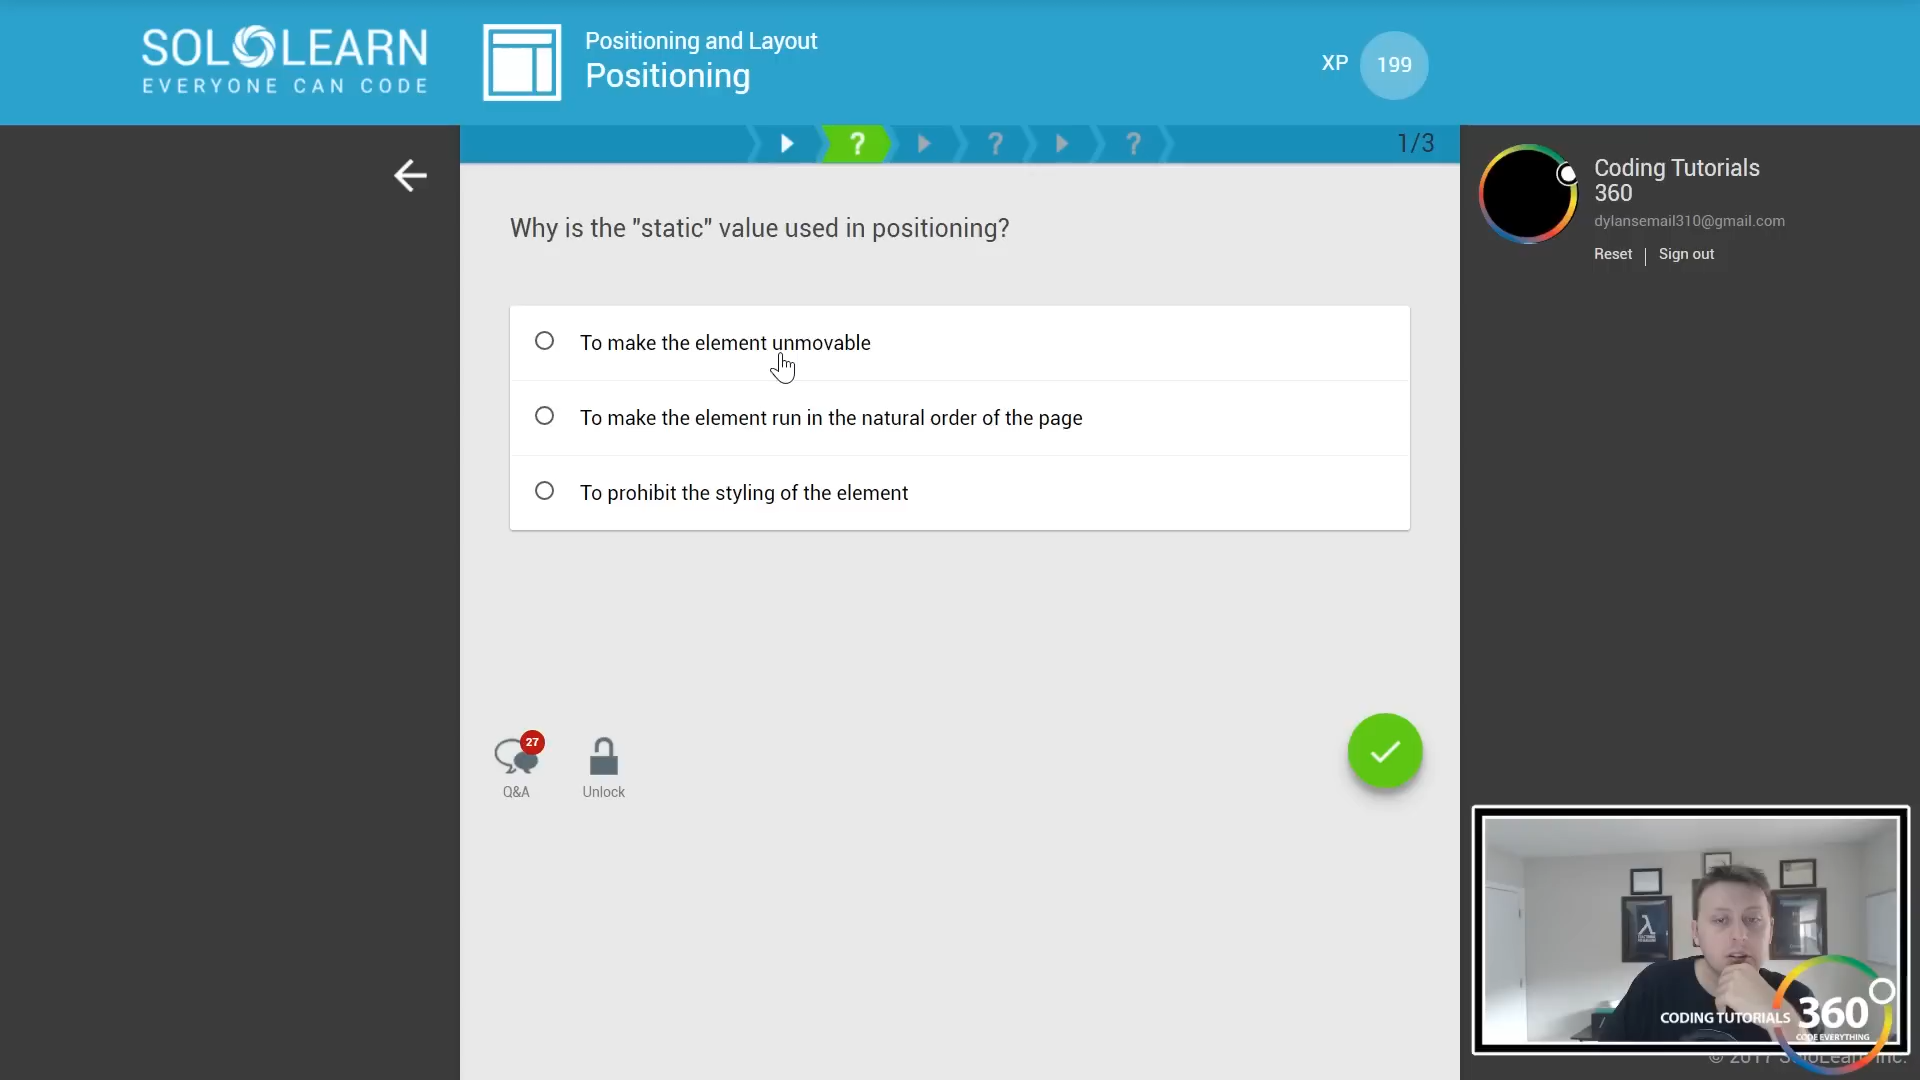 SOLOLEARN
EVERYONE CAN CODE
Positioning and Layout
Positioning
XP 199
? ? ?
1/3
Coding Tutorials
360
dylansemail310@gmail.com
Reset | Sign out
Why is the "static" value used in positioning?
To make the element unmovable
To make the element run in the natural order of the page
To prohibit the styling of the element
27
Q&A
Unlock
CODING TUTORIALS 360
CODE EVERYTHING
© 2017 SoloLearn Inc.